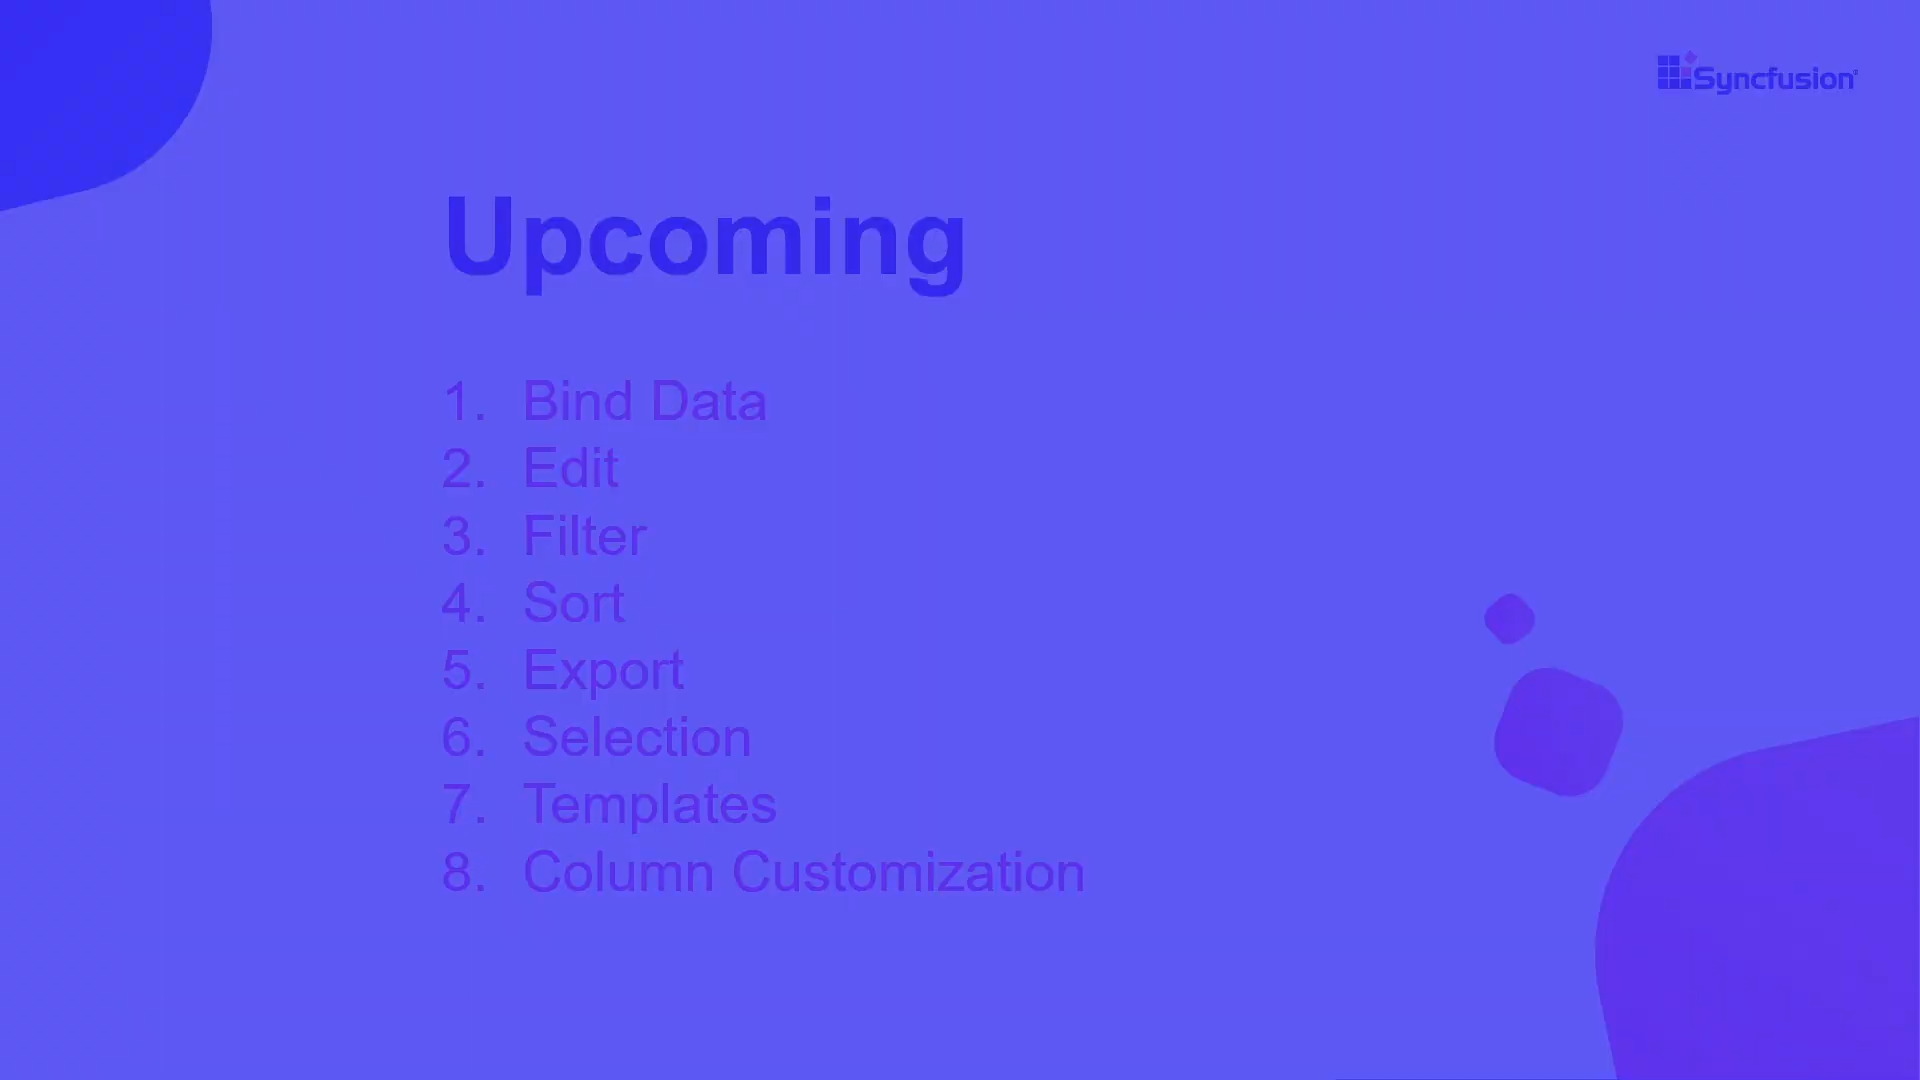 Syncfusion
Upcoming
1. Bind Data
2. Edit
3. Filter
4. Sort
5. Export
6. Selection
7. Templates
8. Column Customization